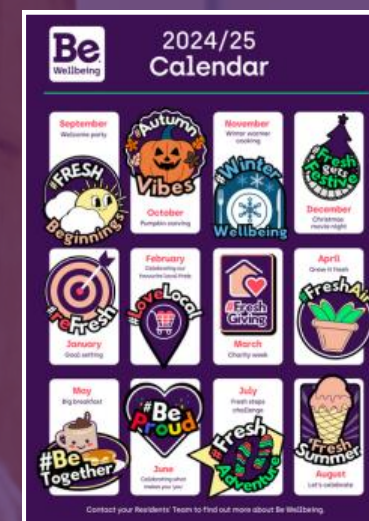 Be
Wellbeing
2024/25
Calendar
September
Welcome party
#FRESH
Beginnings!
#Autumn
Vibes
October
Pumpkin carving
November
Winter warmer
cooking
#Winter
Wellbeing
#Fresh
gets
Festive
December
Christmas
movie night
#reFresh
January
Goal setting
February
Celebrating our
favourite local finds
#LoveLocal
#Fresh
Giving
March
Charity week
April
#FreshAir
May
Big breakfast
#Be
Together
#Be
Proud
June
Celebrating what
makes you 'you'
July
Fresh steps
challenge
#Fresh
Adventure
#Fresh
Summer
August
Let's celebrate
Contact your Residents' Team to find out more about Be Wellbeing.